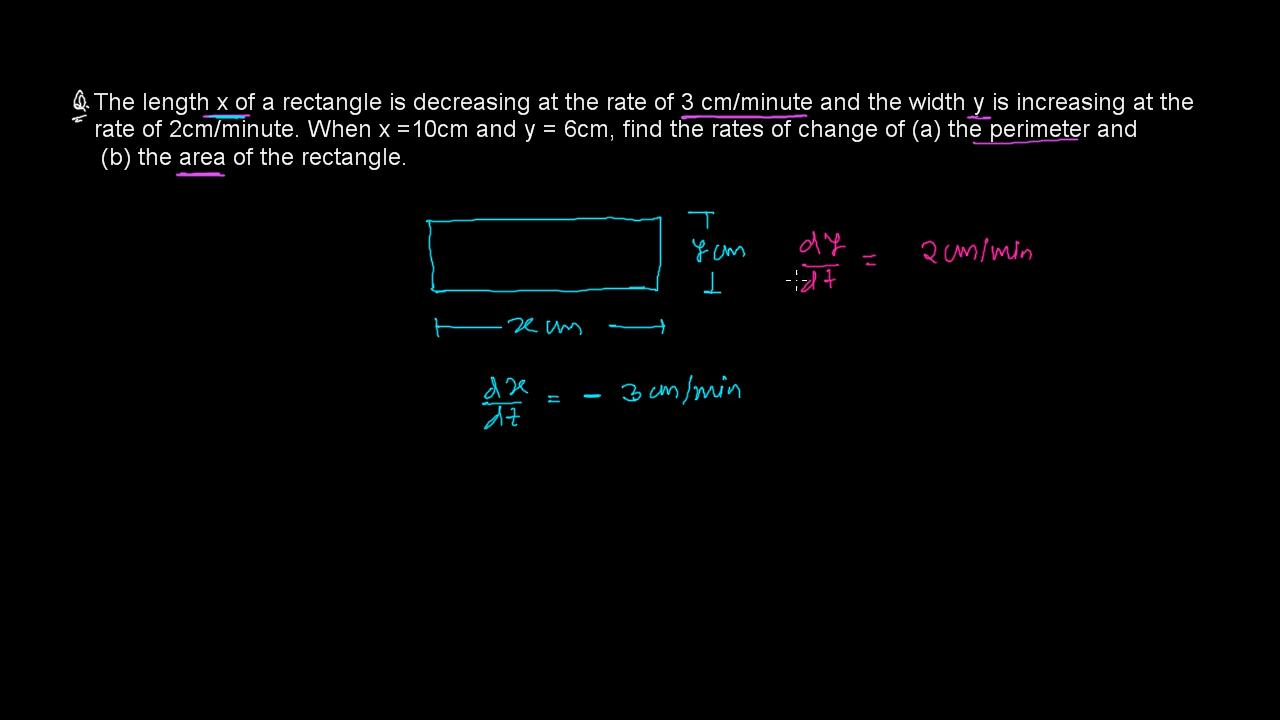 Q. The length x of a rectangle is decreasing at the rate of 3 cm/minute and the width y is increasing at the
rate of 2cm/minute. When x =10cm and y = 6cm, find the rates of change of (a) the perimeter and
(b) the area of the rectangle.
y cm
dy/dt = 2 cm/min
x cm
dx/dt = - 3 cm/min